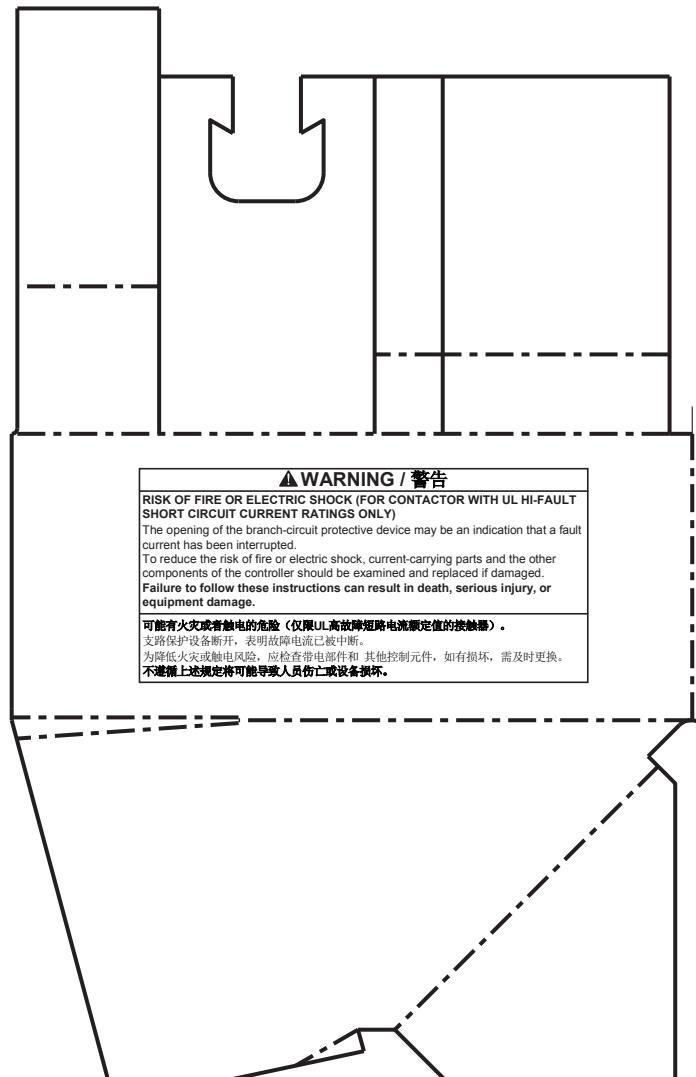 ⚠WARNING / 警告
RISK OF FIRE OR ELECTRIC SHOCK (FOR CONTACTOR WITH UL HI-FAULT
SHORT CIRCUIT CURRENT RATINGS ONLY)
The opening of the branch-circuit protective device may be an indication that a fault
current has been interrupted.
To reduce the risk of fire or electric shock, current-carrying parts and the other
components of the controller should be examined and replaced if damaged.
Failure to follow these instructions can result in death, serious injury, or
equipment damage.
可能有火灾或者触电的危险（仅限UL高故障短路电流额定值的接触器）。
支路保护设备断开，表明故障电流已被中断。
为降低火灾或触电风险，应检查带电部件和 其他控制元件，如有损坏，需及时更换。
不遵循上述规定将可能导致人员伤亡或设备损坏。